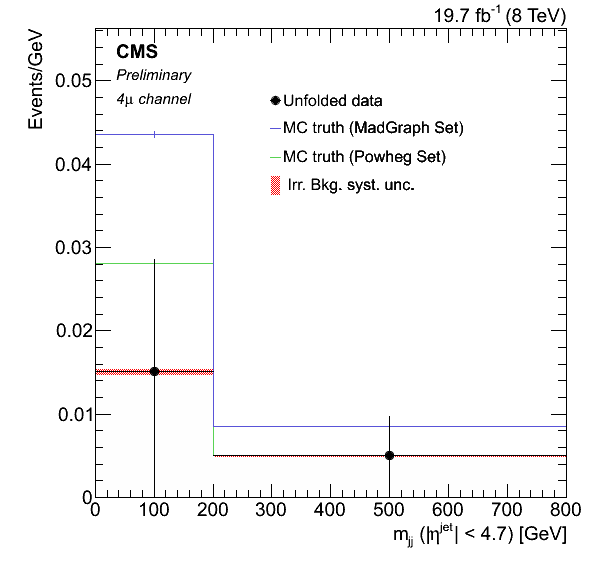 19.7 fb⁻¹ (8 TeV)
Events/GeV
CMS
Preliminary
4μ channel
Unfolded data
MC truth (MadGraph Set)
MC truth (Powheg Set)
Irr. Bkg. syst. unc.
0.05
0.04
0.03
0.02
0.01
0
0 100 200 300 400 500 600 700 800
m_jj (|η^jet| < 4.7) [GeV]